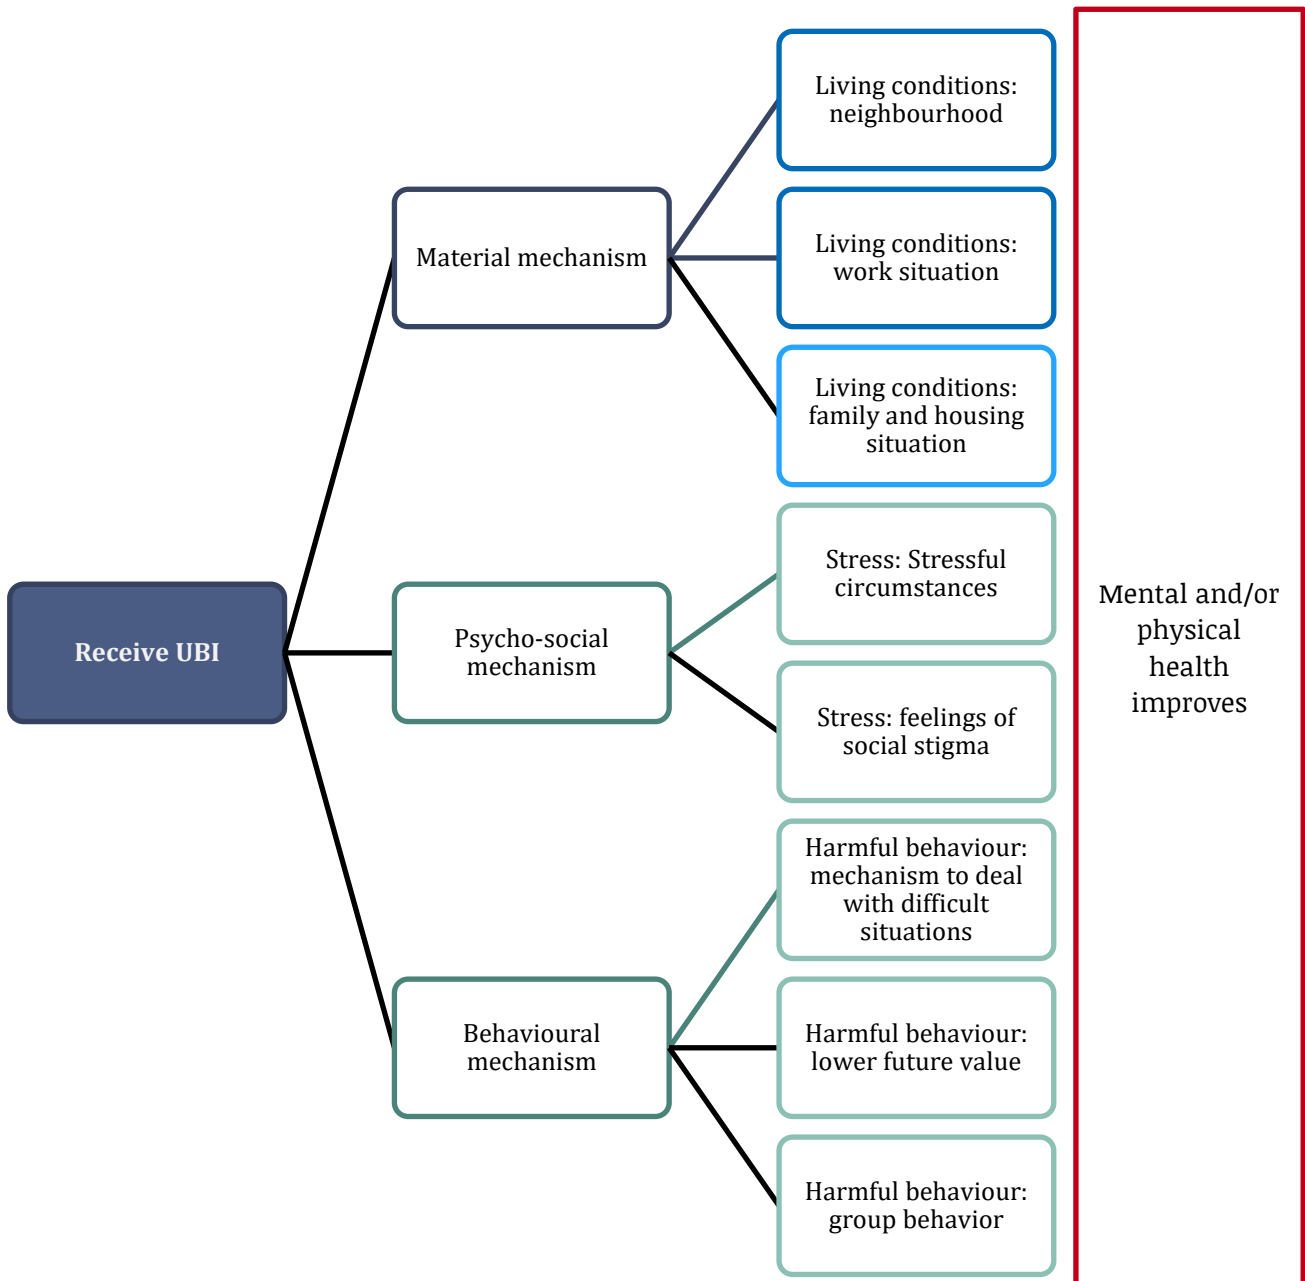 Receive UBI
Material mechanism
Psycho-social
mechanism
Behavioural
mechanism
Living conditions:
neighbourhood
Living conditions:
work situation
Living conditions:
family and housing
situation
Stress: Stressful
circumstances
Stress: feelings of
social stigma
Harmful behaviour:
mechanism to deal
with difficult
situations
Harmful behaviour:
lower future value
Harmful behaviour:
group behavior
Mental and/or
physical
health
improves